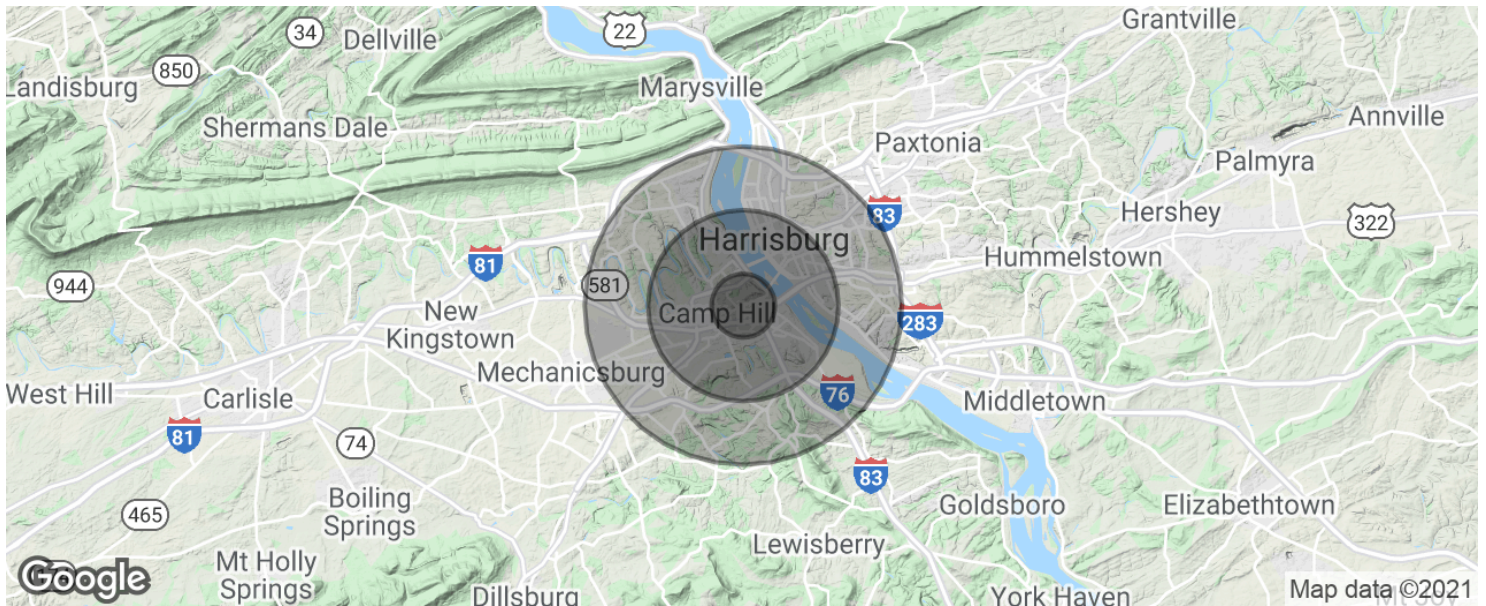 Grantville
34
22
Dellville
850
Landisburg
Marysville
Annville
Shermans Dale
Paxtonia
Palmyra
83
Hershey
322
Harrisburg
Hummelstown
81
944
581
New
Kingstown
Camp Hill
283
Mechanicsburg
West Hill
Carlisle
76
Middletown
81
74
83
Boiling
Springs
465
Goldsboro
Elizabethtown
Lewisberry
Mt Holly
Springs
Google
Dillsburg
York Haven
Map data ©2021